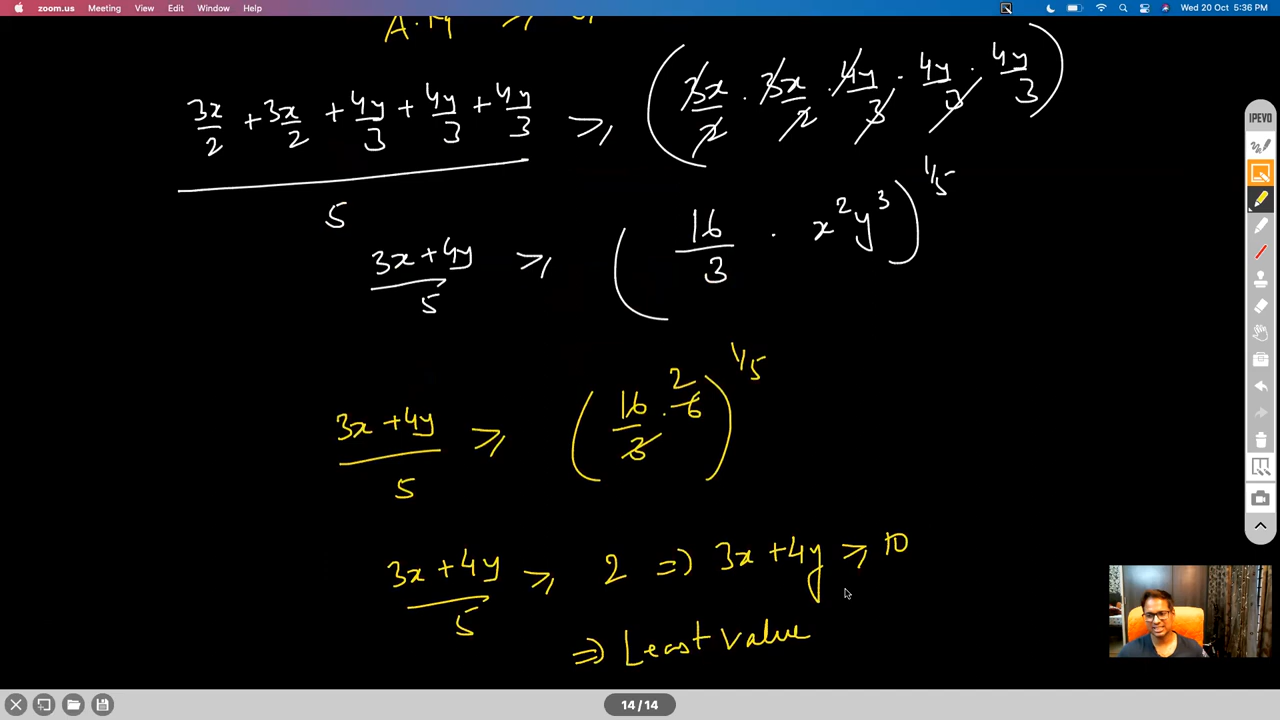 zoom.us Meeting View Edit Window Help Wed 20 Oct 5:36 PM
A.M ≥
(3x/2 + 3x/2 + 4y/3 + 4y/3 + 4y/3)/5 ≥ (3x/2 · 3x/2 · 4y/3 · 4y/3 · 4y/3)
(3x+4y)/5 ≥ (16/3 · x²y³)^1/5
(3x+4y)/5 ≥ (16/3 · 6 2)^1/5
(3x+4y)/5 ≥ 2 ⇒ 3x+4y ≥ 10
⇒ Least value
IPEVO
14/14